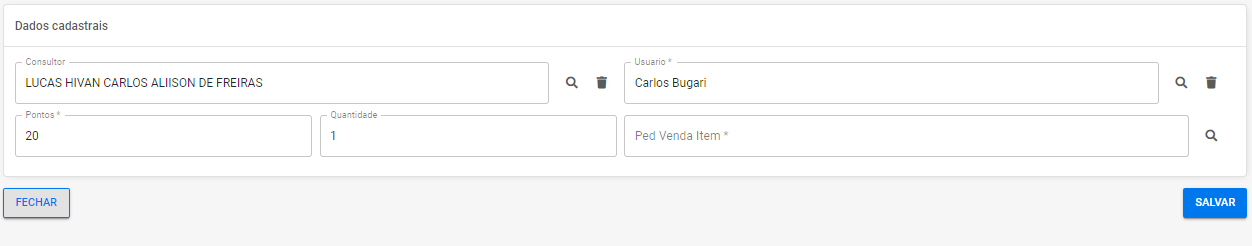 Dados cadastrais
Consultor
LUCAS HIVAN CARLOS ALIISON DE FREIRAS
Usuario *
Carlos Bugari
Pontos *
20
Quantidade
1
Ped Venda Item *
FECHAR
SALVAR